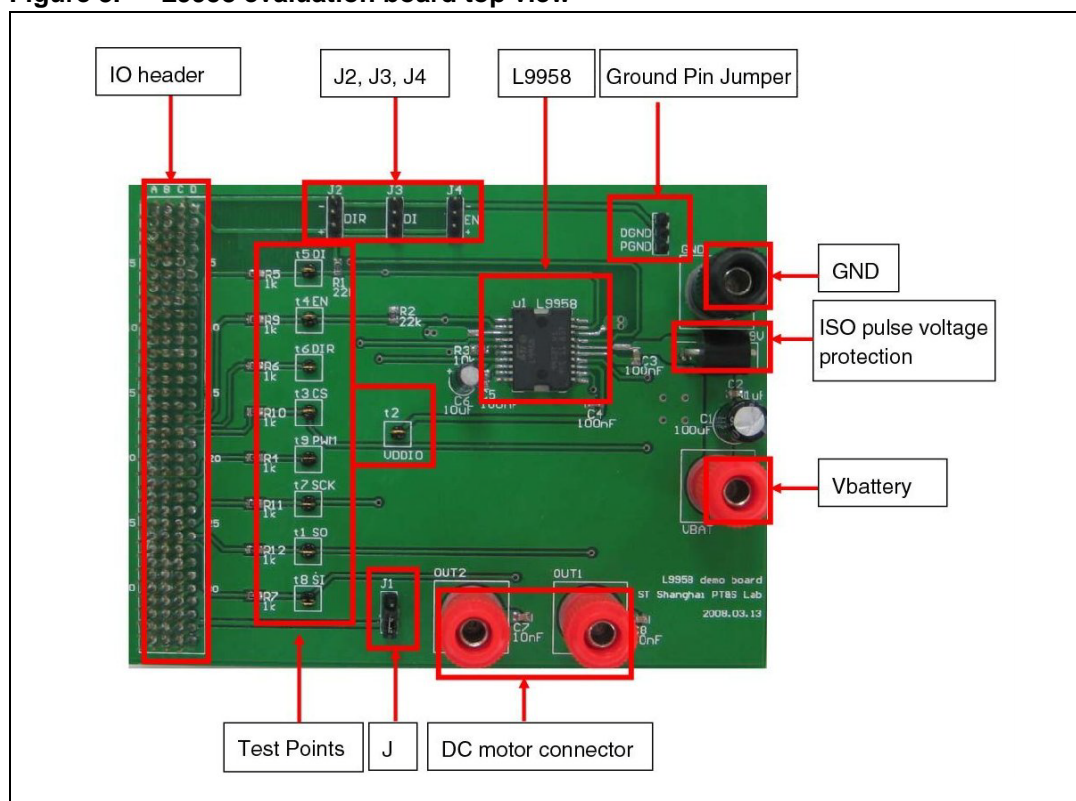 IO header
J2, J3, J4
L9958
Ground Pin Jumper
A B C D
J2
J3
J4
DIR
DI
EN
DGND
PGND
GND
t5 DI
R5
1k
R1
t4 EN
R9
1k
R2
22k
U1 L9958
ISO pulse voltage
protection
t6 DIR
R6
1k
R3
C3
100nF
C6
10uF
C5
C2
t3 CS
R10
1k
t2
VDDIO
C4
100nF
C1
100uF
t9 PWM
R4
1k
t7 SCK
R11
1k
Vbattery
VBAT
t1 SO
R12
1k
t8 SI
R7
1k
J1
OUT2
OUT1
C7
10nF
C8
L9958 demo board
ST Shanghai PT&S Lab
2008.03.13
Test Points
J
DC motor connector